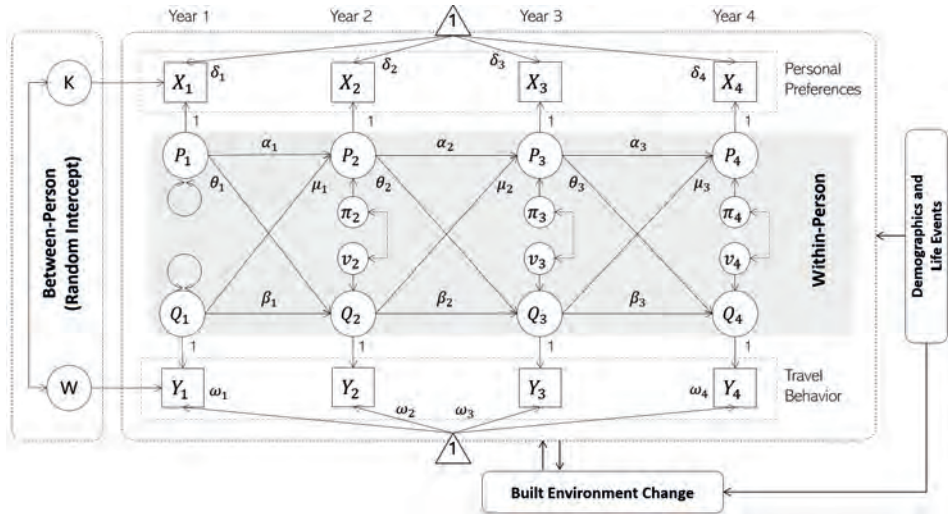 Year 1 Year 2 Year 3 Year 4
1
δ₁ δ₂ δ₃ δ₄
K X₁ X₂ X₃ X₄
Personal
Preferences
1 1 1 1
P₁ α₁ P₂ α₂ P₃ α₃ P₄
θ₁ μ₁ θ₂ μ₂ θ₃ μ₃
π₂ π₃ π₄
Between-Person
(Random Intercept)
Within-Person
Demographics and
Life Events
v₂ v₃ v₄
Q₁ β₁ Q₂ β₂ Q₃ β₃ Q₄
1 1 1 1
W Y₁ ω₁ Y₂ Y₃ ω₄ Y₄
Travel
Behavior
ω₂ ω₃
1
Built Environment Change